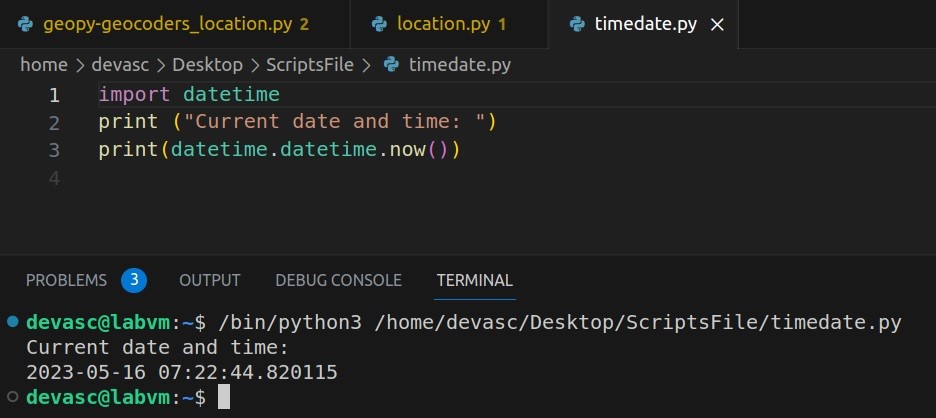 geopy-geocoders_location.py 2 location.py 1 timedate.py
home > devasc > Desktop > ScriptsFile > timedate.py
1 import datetime
2 print ("Current date and time: ")
3 print(datetime.datetime.now())
4
PROBLEMS 3 OUTPUT DEBUG CONSOLE TERMINAL
devasc@labvm:~$ /bin/python3 /home/devasc/Desktop/ScriptsFile/timedate.py
Current date and time:
2023-05-16 07:22:44.820115
devasc@labvm:~$